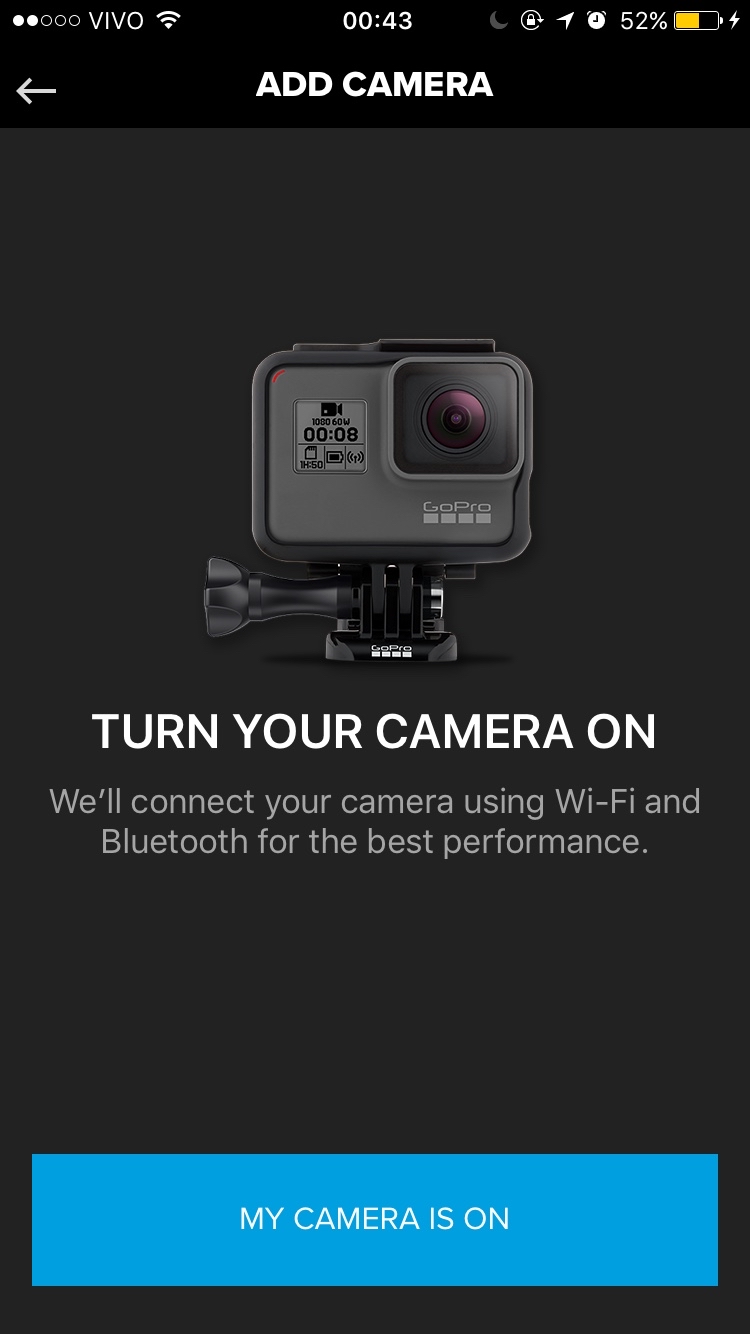 VIVO 00:43 52%
ADD CAMERA
1080 60 W
00:08
1H:50
GoPro
GoPro
TURN YOUR CAMERA ON
We’ll connect your camera using Wi-Fi and
Bluetooth for the best performance.
MY CAMERA IS ON